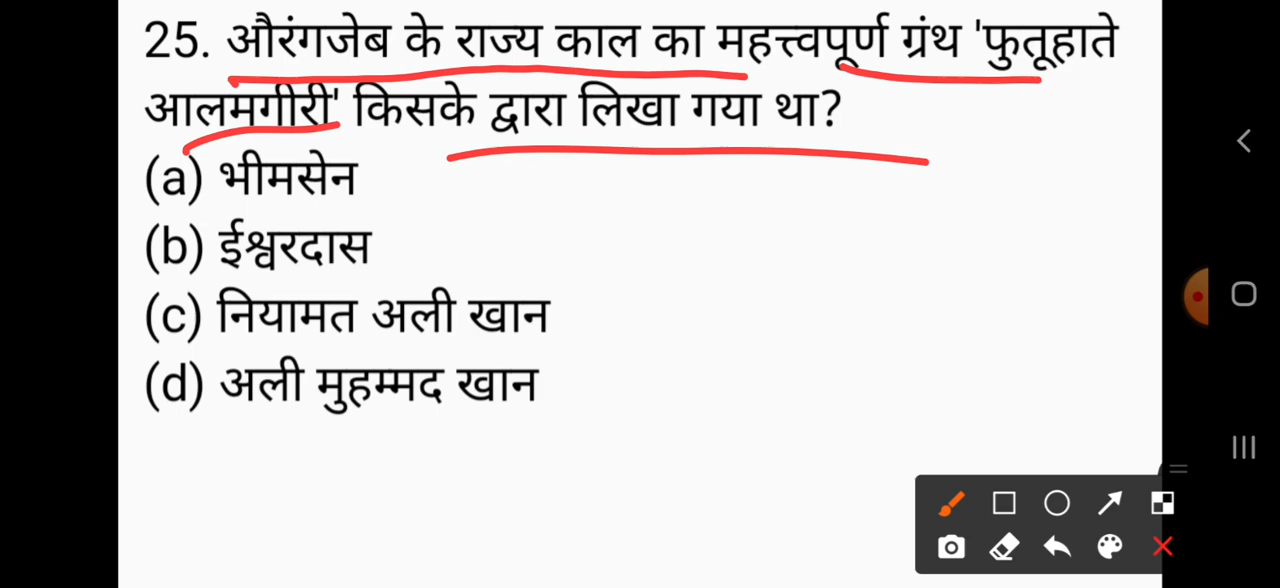 25. औरंगजेब के राज्य काल का महत्त्वपूर्ण ग्रंथ 'फुतूहाते
आलमगीरी' किसके द्वारा लिखा गया था?
(a) भीमसेन
(b) ईश्वरदास
(c) नियामत अली खान
(d) अली मुहम्मद खान